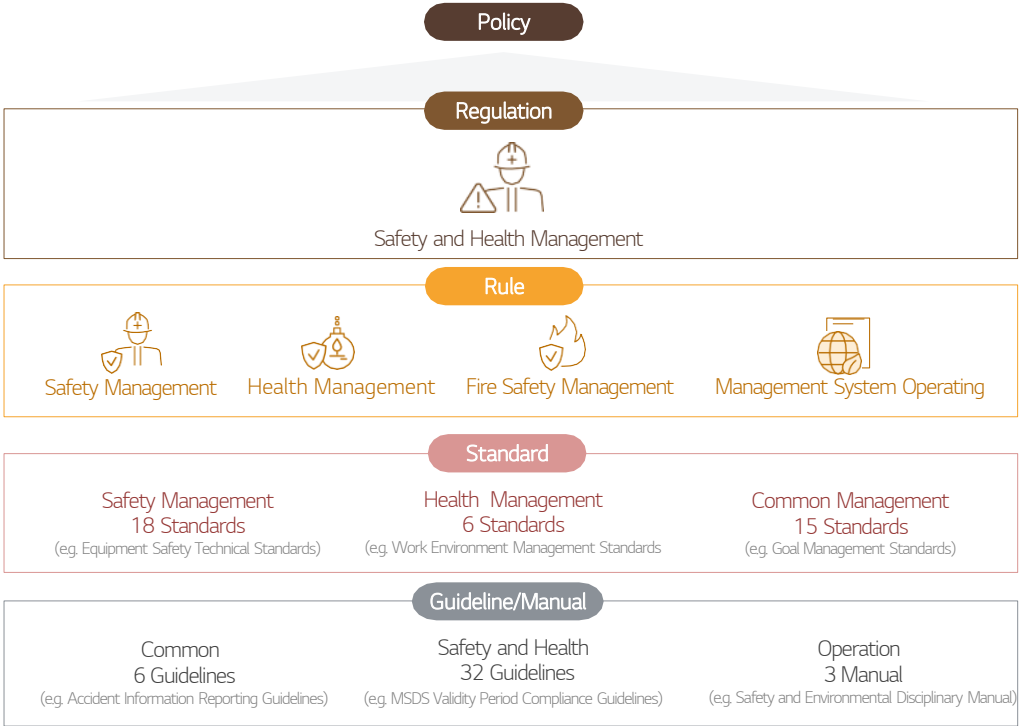 Policy
Regulation
Safety and Health Management
Rule
Safety Management
Health Management
Fire Safety Management
Management System Operating
Standard
Safety Management
18 Standards
(e.g. Equipment Safety Technical Standards)
Health Management
6 Standards
(e.g. Work Environment Management Standards
Common Management
15 Standards
(e.g. Goal Management Standards)
Guideline/Manual
Common
6 Guidelines
(e.g. Accident Information Reporting Guidelines)
Safety and Health
32 Guidelines
(e.g. MSDS Validity Period Compliance Guidelines)
Operation
3 Manual
(e.g. Safety and Environmental Disciplinary Manual)